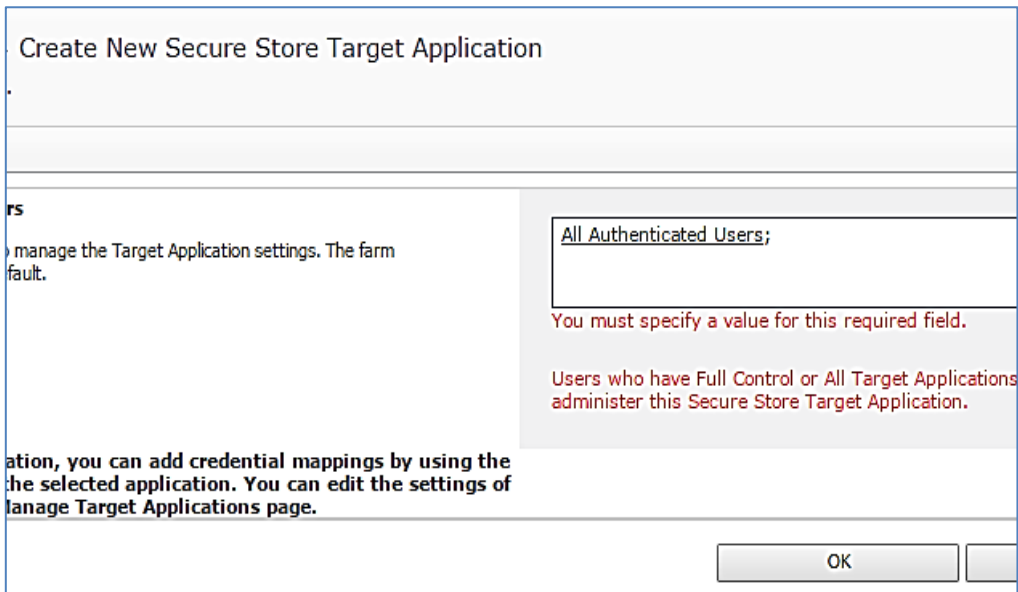 Create New Secure Store Target Application
rs
manage the Target Application settings. The farm
fault.
All Authenticated Users;
You must specify a value for this required field.
Users who have Full Control or All Target Applications
administer this Secure Store Target Application.
ation, you can add credential mappings by using the
the selected application. You can edit the settings of
Manage Target Applications page.
OK